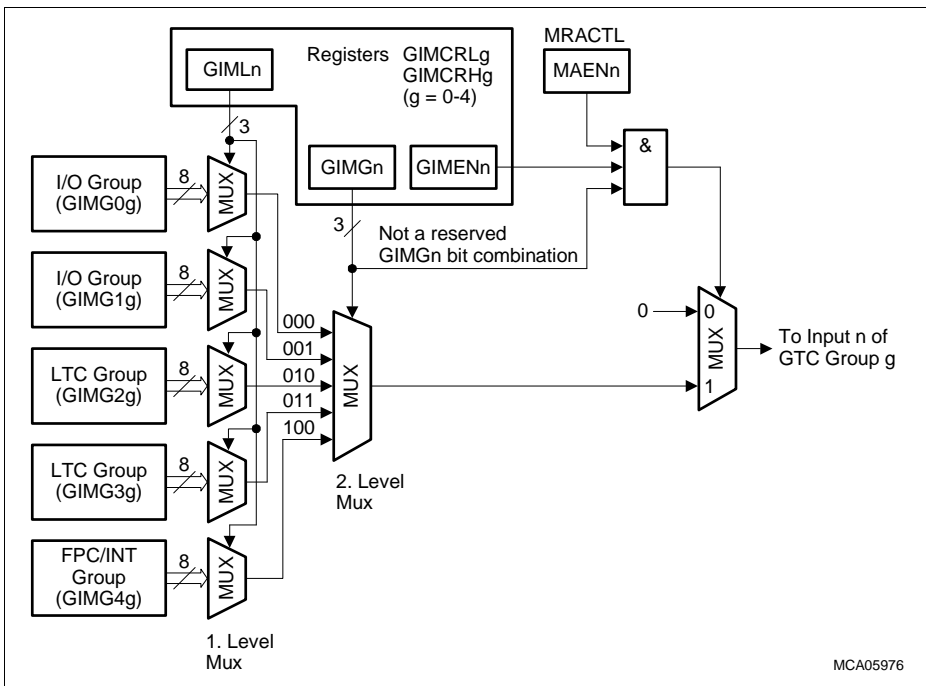 GIMLn
Registers GIMCRLg
GIMCRHg
(g = 0-4)
MRACTL
MAENn
3
GIMGn
GIMENn
&
3
Not a reserved
GIMGn bit combination
I/O Group
(GIMG0g)
8
MUX
I/O Group
(GIMG1g)
8
MUX
LTC Group
(GIMG2g)
8
MUX
LTC Group
(GIMG3g)
8
MUX
FPC/INT
Group
(GIMG4g)
8
MUX
1. Level
Mux
000
001
010
011
100
MUX
2. Level
Mux
0
0
MUX
1
To Input n of
GTC Group g
MCA05976